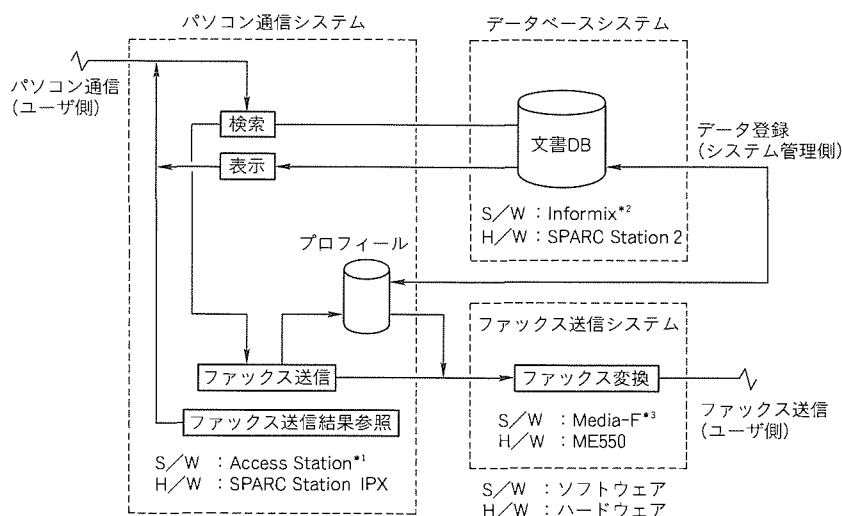 パソコン通信システム
データベースシステム
パソコン通信
(ユーザ側)
検索
表示
文書DB
データ登録
(システム管理側)
S/W : Informix*2
H/W : SPARC Station 2
プロフィール
ファックス送信システム
ファックス送信
ファックス変換
ファックス送信
(ユーザ側)
ファックス送信結果参照
S/W : Media-F*3
H/W : ME550
S/W : Access Station*1
H/W : SPARC Station IPX
S/W : ソフトウェア
H/W : ハードウェア